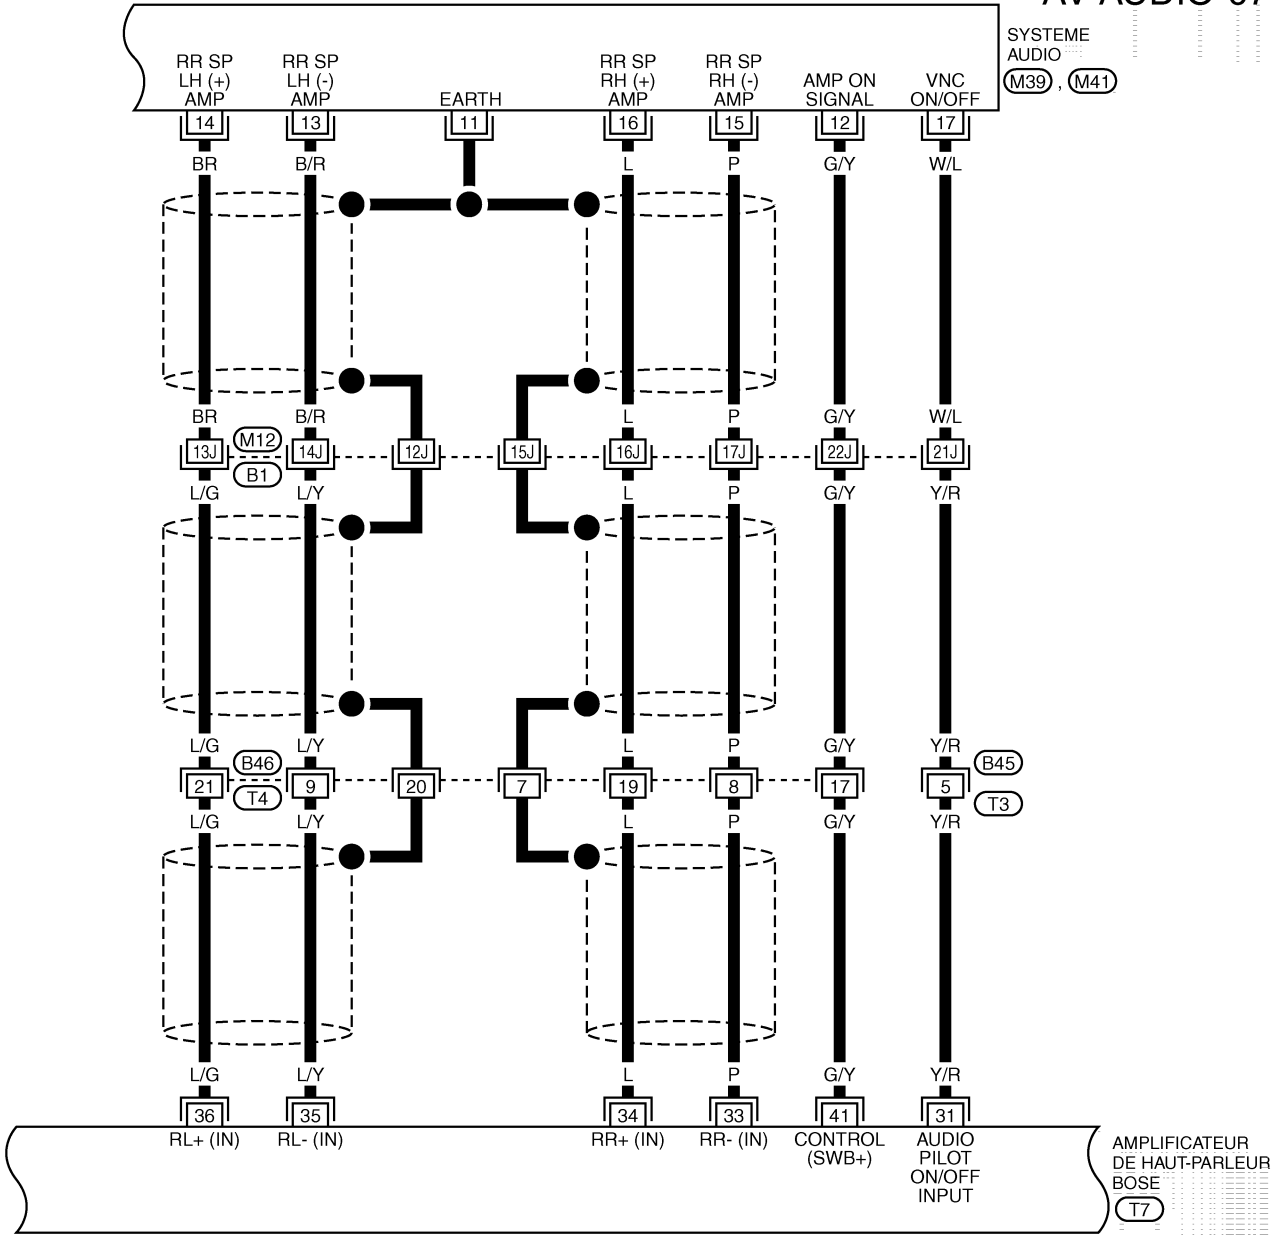 SYSTEME
AUDIO
M39 , M41
RR SP LH (+) AMP
RR SP LH (-) AMP
EARTH
RR SP RH (+) AMP
RR SP RH (-) AMP
AMP ON SIGNAL
VNC ON/OFF
14 13 11 16 15 12 17
BR B/R L P G/Y W/L
BR B/R L P G/Y W/L
M12
13J 14J 12J 15J 16J 17J 22J 21J
B1
L/G L/Y L P G/Y Y/R
L/G L/Y L P G/Y Y/R
B46 B45
21 9 20 7 19 8 17 5
T4 T3
L/G L/Y L P G/Y Y/R
L/G L/Y L P G/Y Y/R
36 35 34 33 41 31
RL+ (IN)
RL- (IN)
RR+ (IN)
RR- (IN)
CONTROL (SWB+)
AUDIO PILOT ON/OFF INPUT
AMPLIFICATEUR
DE HAUT-PARLEUR
BOSE
T7